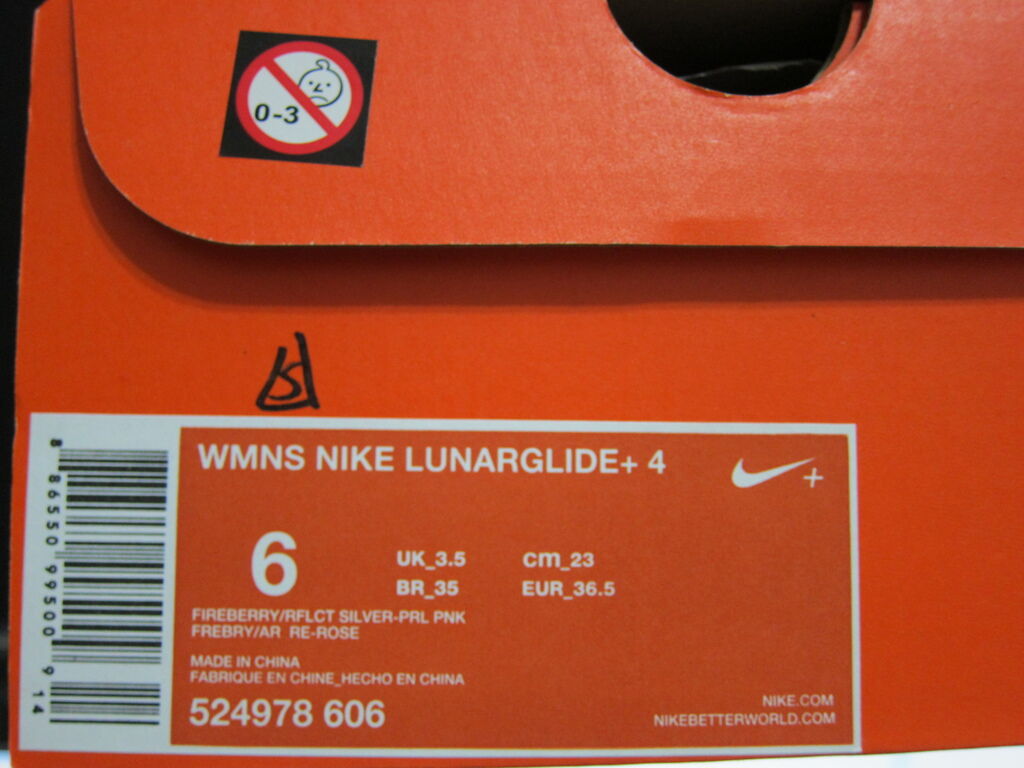 0-3
WMNS NIKE LUNARGLIDE+ 4
6
UK_3.5 cm_23
BR_35 EUR_36.5
FIREBERRY/RFLCT SILVER-PRL PNK
FREBRY/AR RE-ROSE
MADE IN CHINA
FABRIQUE EN CHINE_HECHO EN CHINA
524978 606
NIKE.COM
NIKEBETTERWORLD.COM
8 86550 99500 9 14